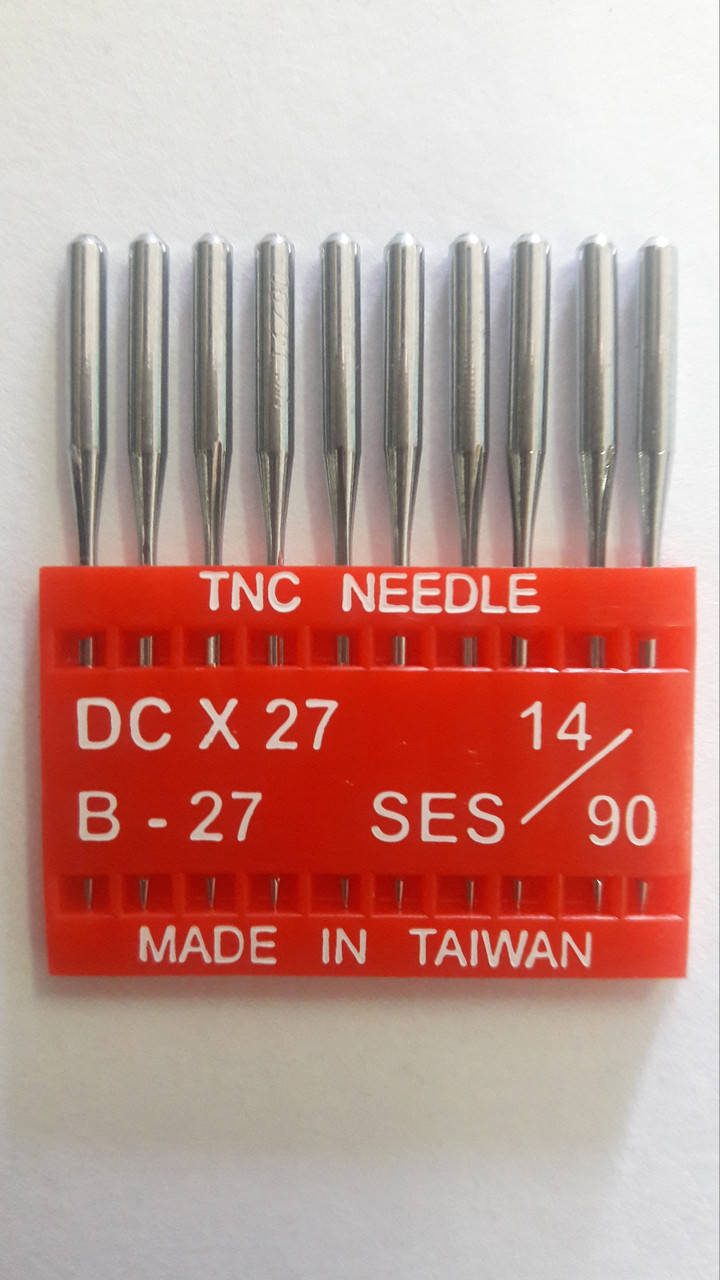 TNC NEEDLE
DC X 27 14/
B - 27 SES 90
MADE IN TAIWAN